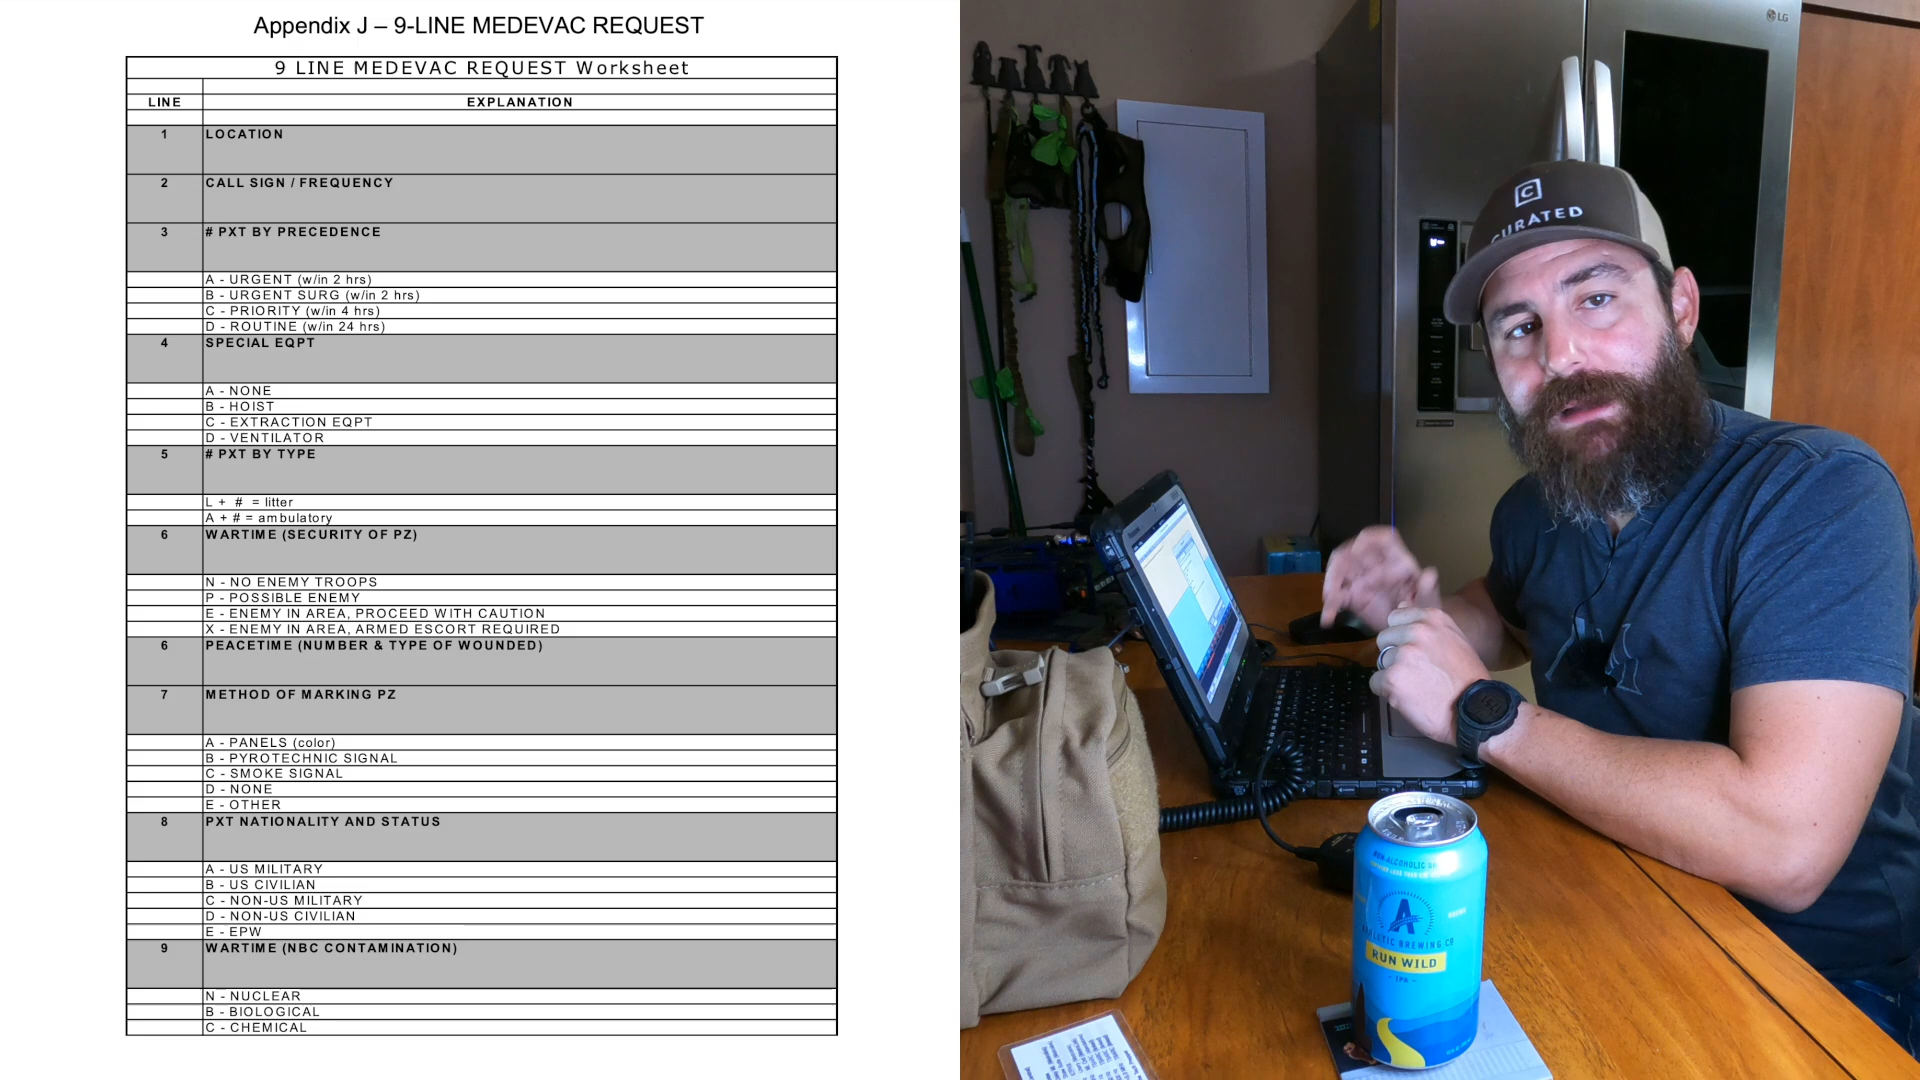 Appendix J – 9-LINE MEDEVAC REQUEST
9 LINE MEDEVAC REQUEST Worksheet
LINE EXPLANATION
1 LOCATION
2 CALL SIGN / FREQUENCY
3 # PXT BY PRECEDENCE
A - URGENT (w/in 2 hrs)
B - URGENT SURG (w/in 2 hrs)
C - PRIORITY (w/in 4 hrs)
D - ROUTINE (w/in 24 hrs)
4 SPECIAL EQPT
A - NONE
B - HOIST
C - EXTRACTION EQPT
D - VENTILATOR
5 # PXT BY TYPE
L + # = litter
A + # = ambulatory
6 WARTIME (SECURITY OF PZ)
N - NO ENEMY TROOPS
P - POSSIBLE ENEMY
E - ENEMY IN AREA, PROCEED WITH CAUTION
X - ENEMY IN AREA, ARMED ESCORT REQUIRED
6 PEACETIME (NUMBER & TYPE OF WOUNDED)
7 METHOD OF MARKING PZ
A - PANELS (color)
B - PYROTECHNIC SIGNAL
C - SMOKE SIGNAL
D - NONE
E - OTHER
8 PXT NATIONALITY AND STATUS
A - US MILITARY
B - US CIVILIAN
C - NON-US MILITARY
D - NON-US CIVILIAN
E - EPW
9 WARTIME (NBC CONTAMINATION)
N - NUCLEAR
B - BIOLOGICAL
C - CHEMICAL
LG
C
CURATED
NON-ALCOHOLIC
A
ATHLETIC BREWING CO
RUN WILD
- IPA -